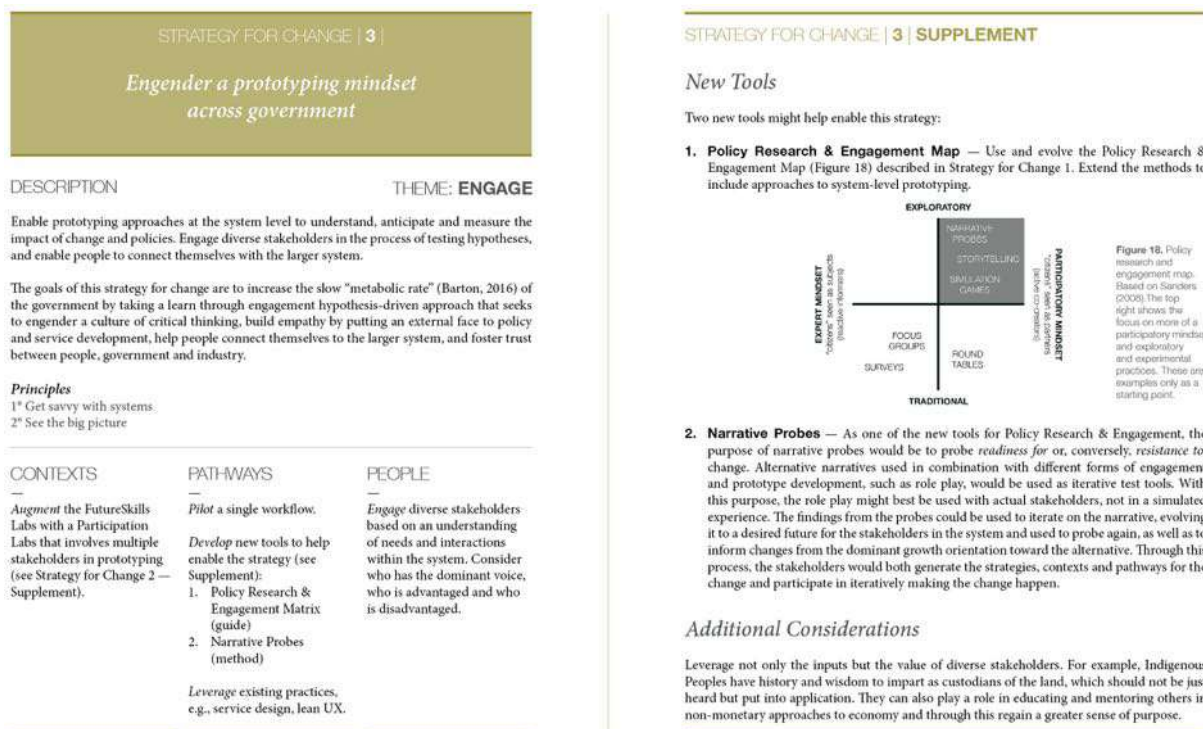 STRATEGY FOR CHANGE | 3 |
Engender a prototyping mindset
across government
DESCRIPTION
THEME: ENGAGE
Enable prototyping approaches at the system level to understand, anticipate and measure the
impact of change and policies. Engage diverse stakeholders in the process of testing hypotheses,
and enable people to connect themselves with the larger system.
The goals of this strategy for change are to increase the slow "metabolic rate" (Barton, 2016) of
the government by taking a learn through engagement hypothesis-driven approach that seeks
to engender a culture of critical thinking, build empathy by putting an external face to policy
and service development, help people connect themselves to the larger system, and foster trust
between people, government and industry.
Principles
1° Get savvy with systems
2° See the big picture
CONTEXTS
—
Augment the FutureSkills
Labs with a Participation
Labs that involves multiple
stakeholders in prototyping
(see Strategy for Change 2 —
Supplement).
PATHWAYS
—
Pilot a single workflow.
Develop new tools to help
enable the strategy (see
Supplement):
1. Policy Research &
Engagement Matrix
(guide)
2. Narrative Probes
(method)
Leverage existing practices,
e.g., service design, lean UX.
PEOPLE
—
Engage diverse stakeholders
based on an understanding
of needs and interactions
within the system. Consider
who has the dominant voice,
who is advantaged and who
is disadvantaged.
STRATEGY FOR CHANGE | 3 | SUPPLEMENT
New Tools
Two new tools might help enable this strategy:
1. Policy Research & Engagement Map — Use and evolve the Policy Research &
Engagement Map (Figure 18) described in Strategy for Change 1. Extend the methods to
include approaches to system-level prototyping.
EXPLORATORY
NARRATIVE
PROBES
STORYTELLING
SIMULATION
GAMES
EXPERT MINDSET
"citizens" seen as subjects
(reactive informers)
PARTICIPATORY MINDSET
"citizens" seen as partners
(active co-creators)
FOCUS
GROUPS
SURVEYS
ROUND
TABLES
TRADITIONAL
Figure 18. Policy
research and
engagement map.
Based on Sanders
(2008). The top
right shows the
focus on more of a
participatory mindse
and exploratory
and experimental
practices. These are
examples only as a
starting point.
2. Narrative Probes — As one of the new tools for Policy Research & Engagement, the
purpose of narrative probes would be to probe readiness for or, conversely, resistance to
change. Alternative narratives used in combination with different forms of engagemen
and prototype development, such as role play, would be used as iterative test tools. With
this purpose, the role play might best be used with actual stakeholders, not in a simulated
experience. The findings from the probes could be used to iterate on the narrative, evolving
it to a desired future for the stakeholders in the system and used to probe again, as well as to
inform changes from the dominant growth orientation toward the alternative. Through thi
process, the stakeholders would both generate the strategies, contexts and pathways for the
change and participate in iteratively making the change happen.
Additional Considerations
Leverage not only the inputs but the value of diverse stakeholders. For example, Indigenous
Peoples have history and wisdom to impart as custodians of the land, which should not be jus
heard but put into application. They can also play a role in educating and mentoring others in
non-monetary approaches to economy and through this regain a greater sense of purpose.